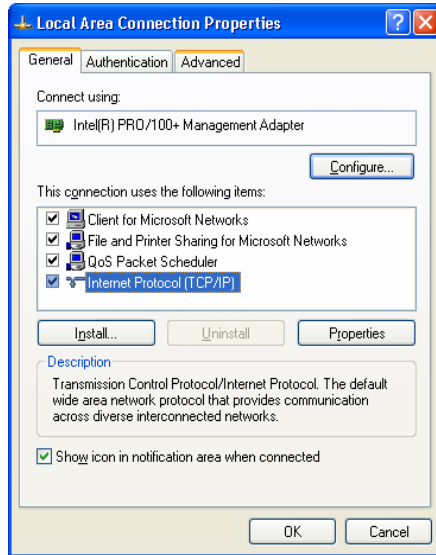 Local Area Connection Properties
General Authentication Advanced
Connect using:
Intel(R) PRO/100+ Management Adapter
Configure...
This connection uses the following items:
Client for Microsoft Networks
File and Printer Sharing for Microsoft Networks
QoS Packet Scheduler
Internet Protocol (TCP/IP)
Install... Uninstall Properties
Description
Transmission Control Protocol/Internet Protocol. The default
wide area network protocol that provides communication
across diverse interconnected networks.
Show icon in notification area when connected
OK Cancel